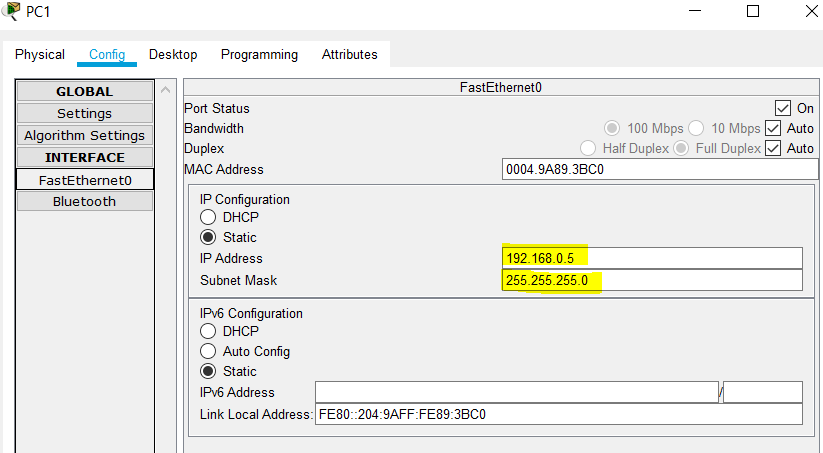 PC1
Physical Config Desktop Programming Attributes
GLOBAL
Settings
Algorithm Settings
INTERFACE
FastEthernet0
Bluetooth
FastEthernet0
Port Status On
Bandwidth 100 Mbps 10 Mbps Auto
Duplex Half Duplex Full Duplex Auto
MAC Address 0004.9A89.3BC0
IP Configuration
DHCP
Static
IP Address 192.168.0.5
Subnet Mask 255.255.255.0
IPv6 Configuration
DHCP
Auto Config
Static
IPv6 Address /
Link Local Address: FE80::204:9AFF:FE89:3BC0